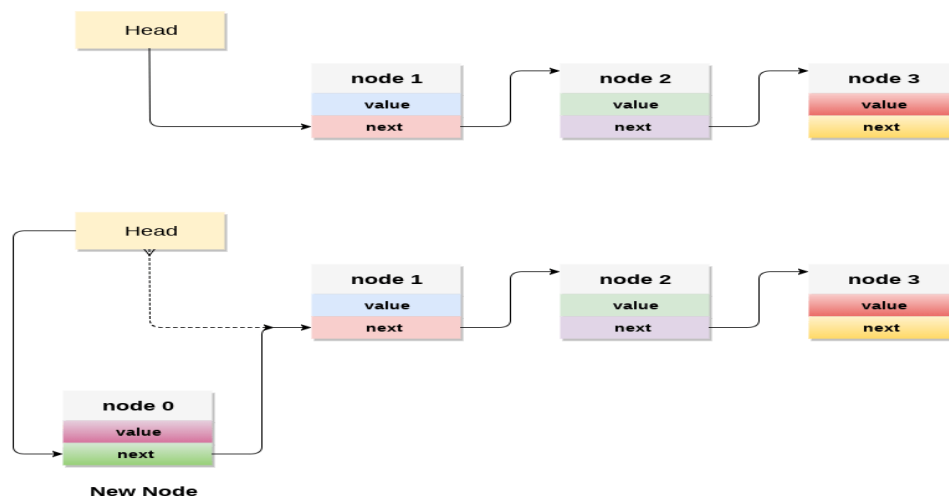 Head
node 1
value
next
node 2
value
next
node 3
value
next
Head
node 1
value
next
node 2
value
next
node 3
value
next
node 0
value
next
New Node